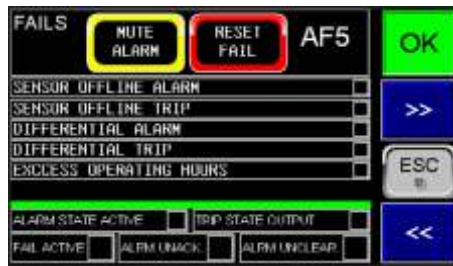 FAILS
MUTE ALARM
RESET FAIL
AF5
OK
SENSOR OFFLINE ALARM
SENSOR OFFLINE TRIP
>>
DIFFERENTIAL ALARM
DIFFERENTIAL TRIP
EXCCESS OPERATING HOURS
ESC
ALARM STATE ACTIVE
TRIP STATE OUTPUT
<<
FAIL ACTIVE
ALRM UNACK
ALRM UNCLEAR